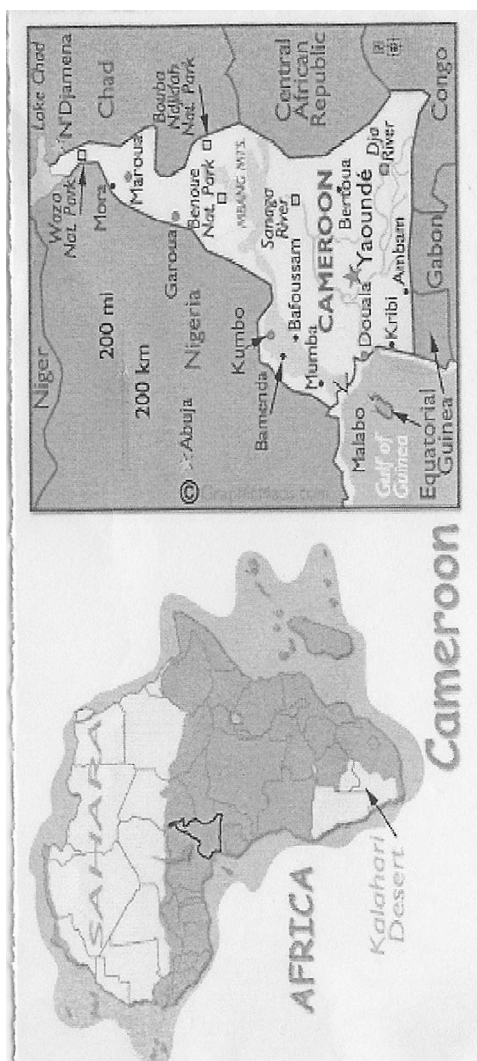 SAHARA
AFRICA
Kalahari
Desert
Cameroon
Niger
Lake Chad
N'Djamena
Waza
Nat. Park
Chad
Mora
Maroua
200 mi
200 km
Bouba
Ndjidah
Nat. Park
Garoua
Benoue
Nat. Park
Abuja
Nigeria
MBANG MTS.
Central
African
Republic
Kumbo
Sanaga
River
Bamenda
Bafoussam
CAMEROON
Mumba
Bertoua
©GraphicMaps.com
Douala
Yaoundé
Dja
River
Malabo
Kribi
Ambam
Gulf of
Guinea
Equatorial
Guinea
Gabon
Congo